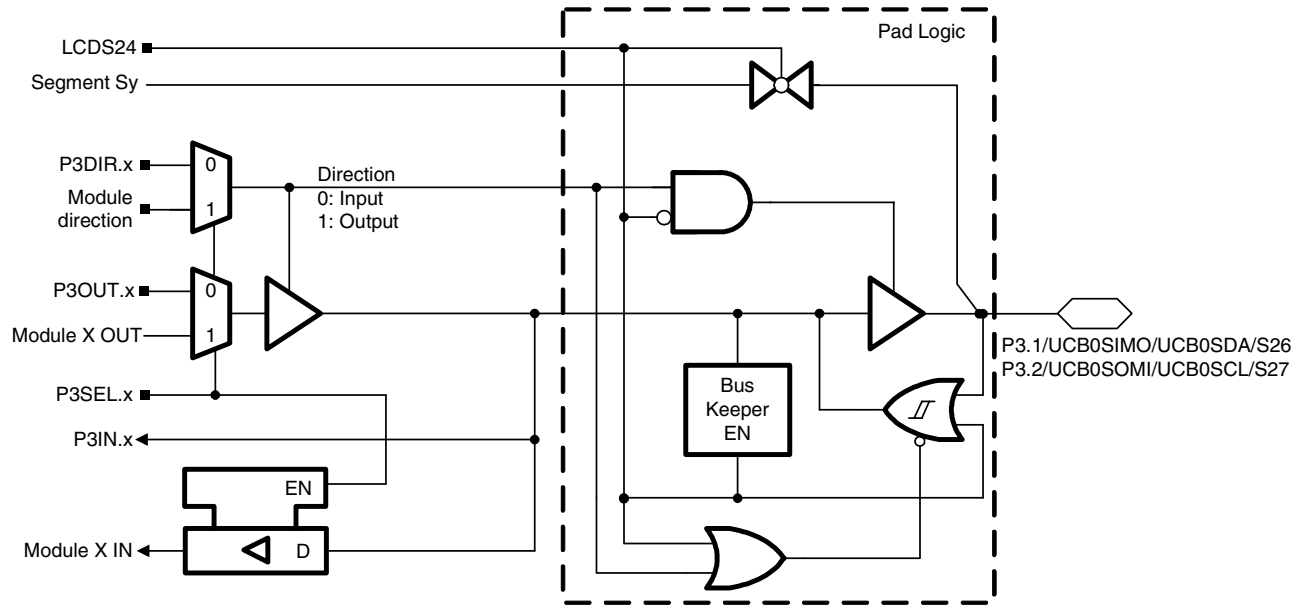 Pad Logic
LCDS24
Segment Sy
P3DIR.x
0
Module
direction
1
Direction
0: Input
1: Output
P3OUT.x
0
Module X OUT
1
P3.1/UCB0SIMO/UCB0SDA/S26
P3.2/UCB0SOMI/UCB0SCL/S27
P3SEL.x
Bus
Keeper
EN
P3IN.x
EN
Module X IN
D